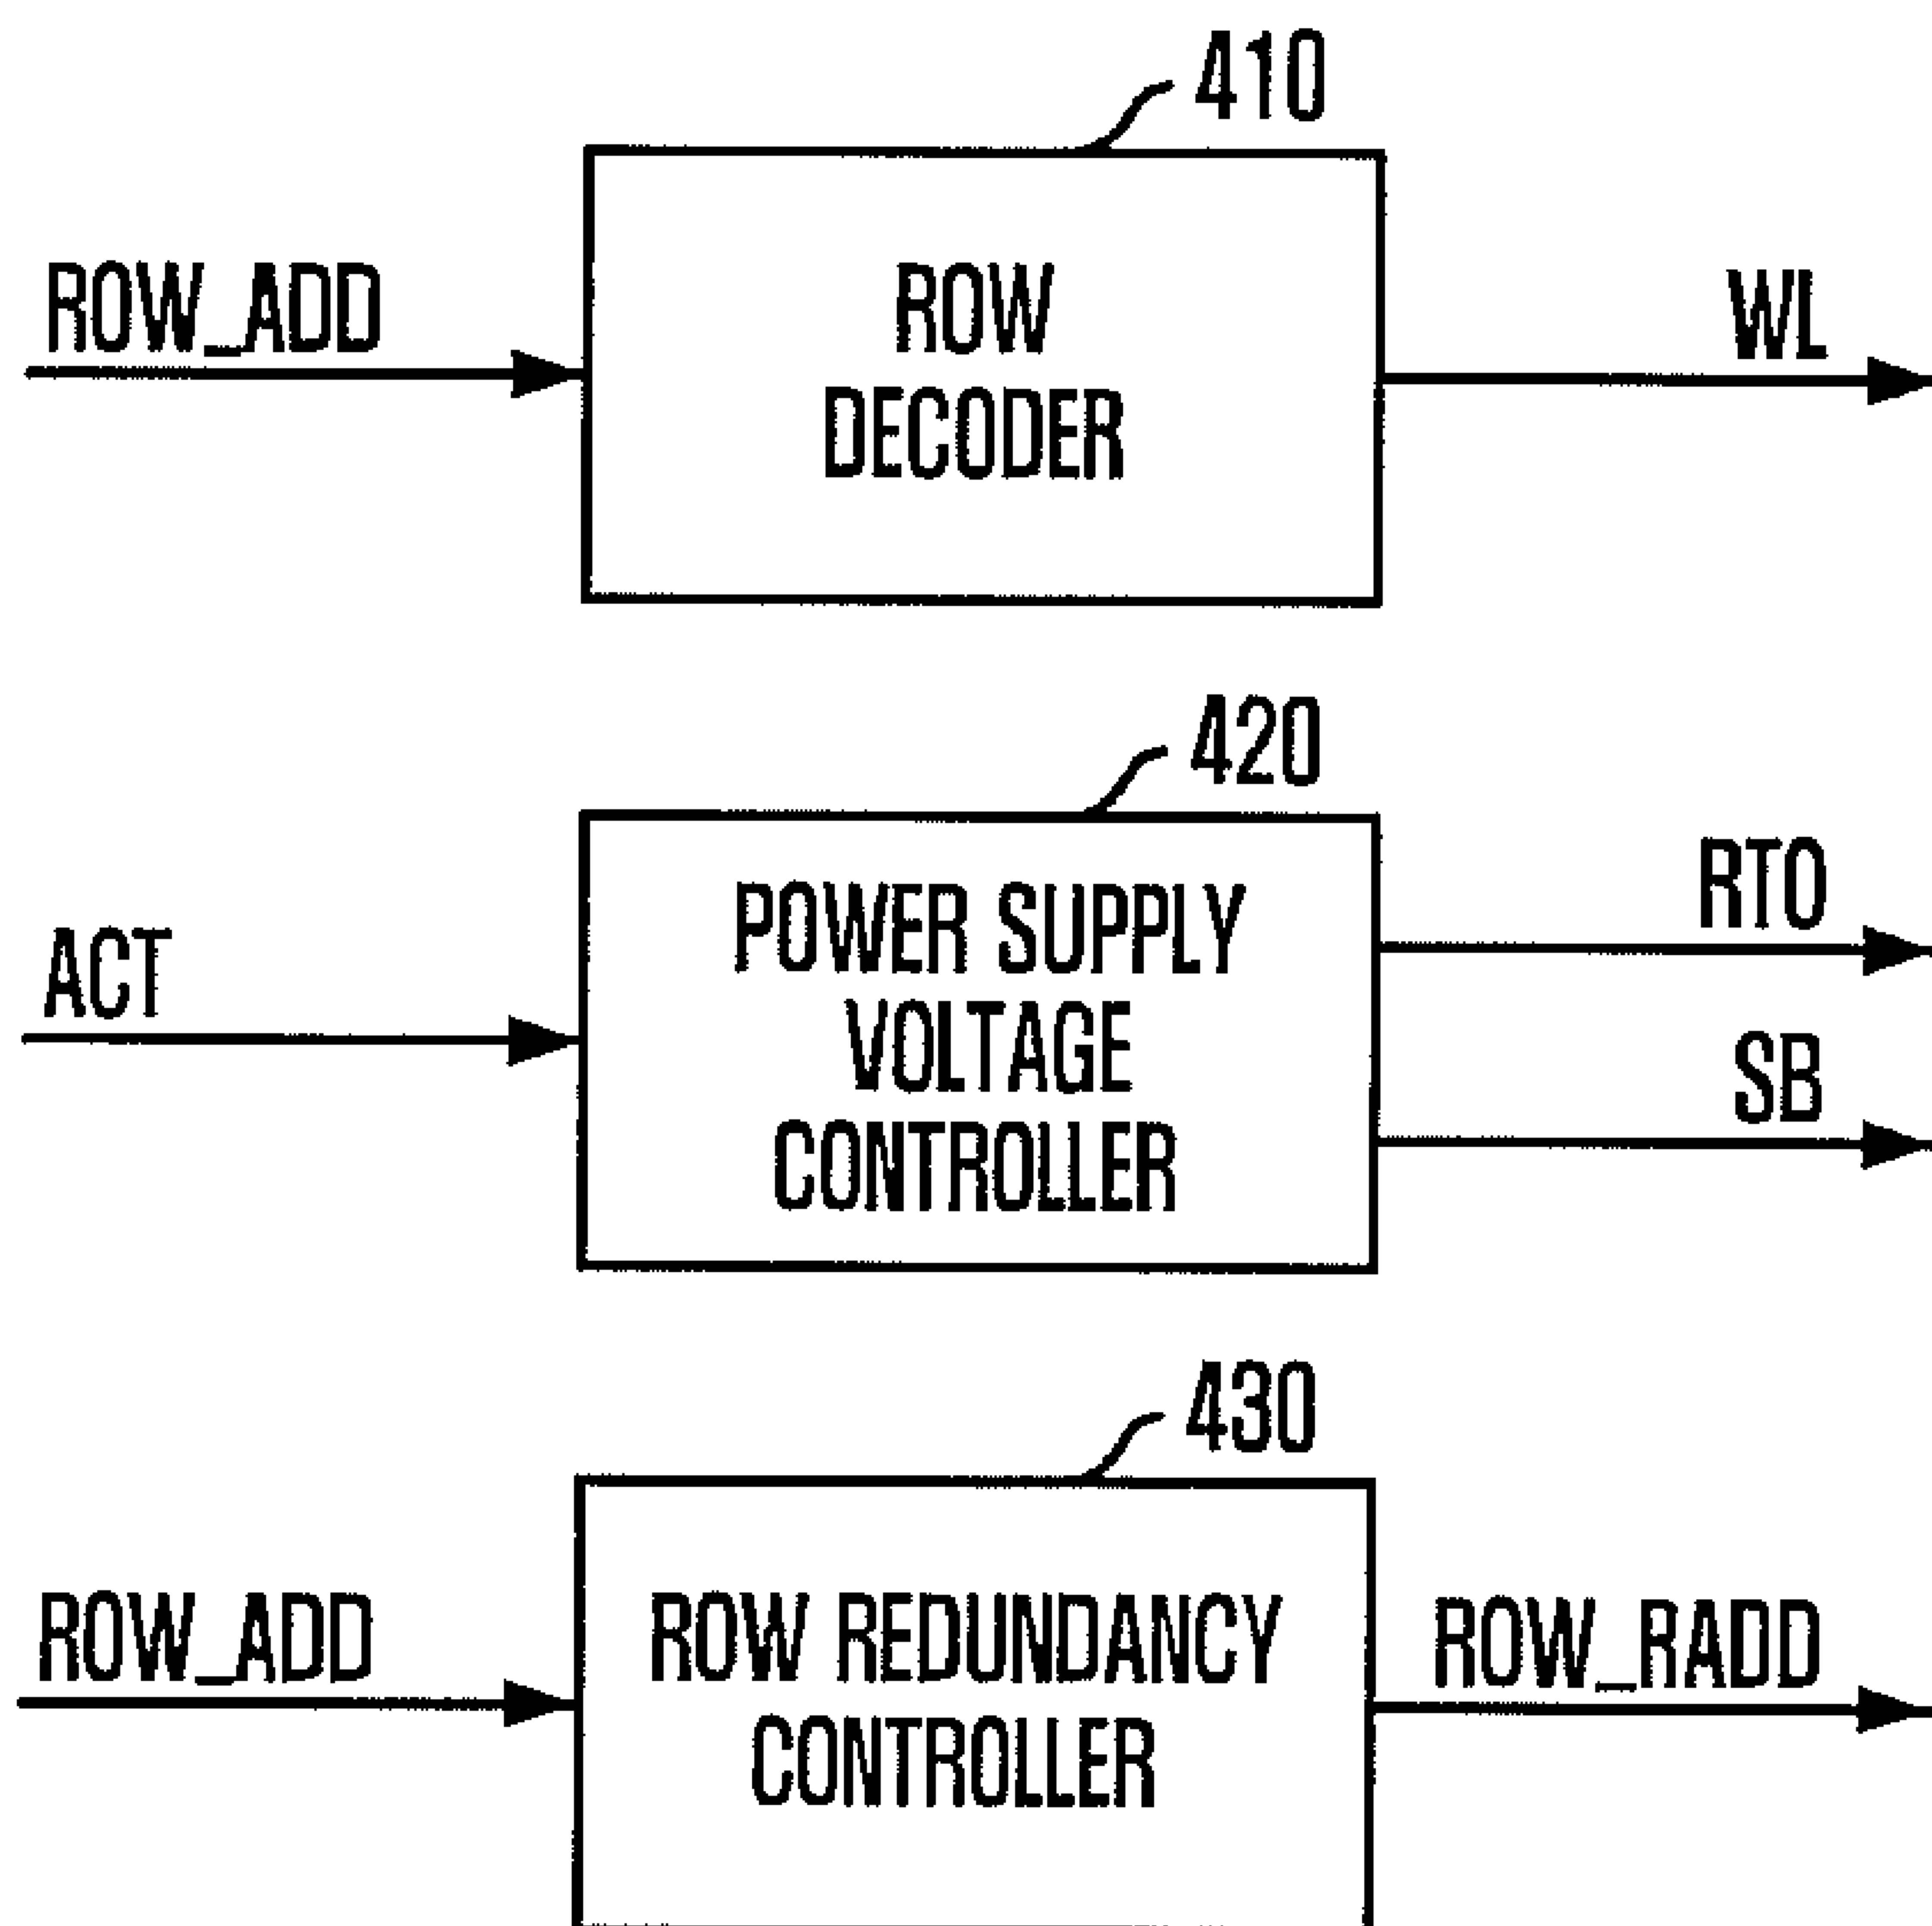 410
ROW_ADD
ROW
DECODER
WL
420
ACT
POWER SUPPLY
VOLTAGE
CONTROLLER
RTO
SB
430
ROW_ADD
ROW REDUNDANCY
CONTROLLER
ROW_RADD